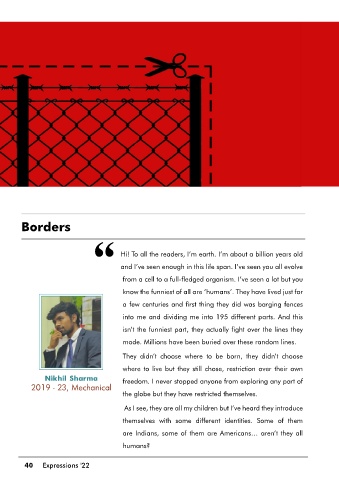 Borders
“
Hi! To all the readers, I’m earth. I’m about a billion years old
and I’ve seen enough in this life span. I’ve seen you all evolve
from a cell to a full-fledged organism. I’ve seen a lot but you
know the funniest of all are ‘humans’. They have lived just for
a few centuries and first thing they did was barging fences
into me and dividing me into 195 different parts. And this
isn’t the funniest part, they actually fight over the lines they
made. Millions have been buried over these random lines.
They didn’t choose where to be born, they didn’t choose
where to live but they still chose, restriction over their own
freedom. I never stopped anyone from exploring any part of
the globe but they have restricted themselves.
As I see, they are all my children but I’ve heard they introduce
themselves with some different identities. Some of them
are Indians, some of them are Americans... aren’t they all
humans?
Nikhil Sharma
2019 - 23, Mechanical
40 Expressions ’22